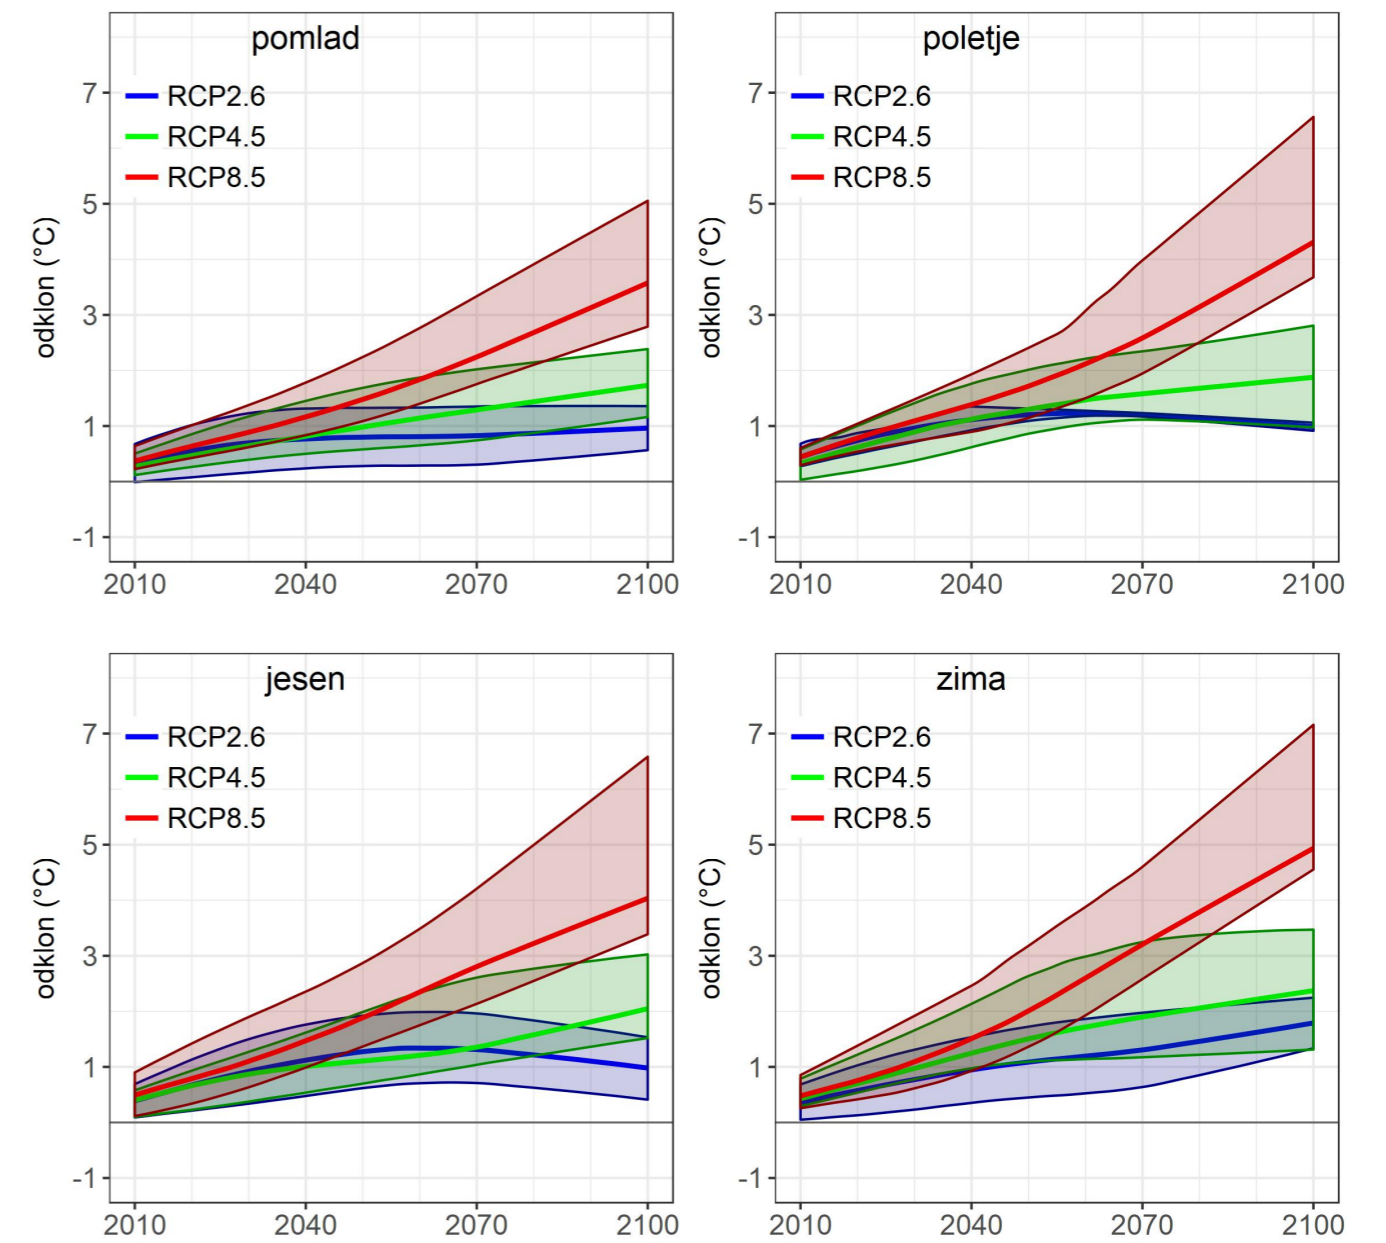 pomlad
RCP2.6
RCP4.5
RCP8.5
odklon (°C)
7
5
3
1
-1
2010 2040 2070 2100
poletje
RCP2.6
RCP4.5
RCP8.5
odklon (°C)
7
5
3
1
-1
2010 2040 2070 2100
jesen
RCP2.6
RCP4.5
RCP8.5
odklon (°C)
7
5
3
1
-1
2010 2040 2070 2100
zima
RCP2.6
RCP4.5
RCP8.5
odklon (°C)
7
5
3
1
-1
2010 2040 2070 2100